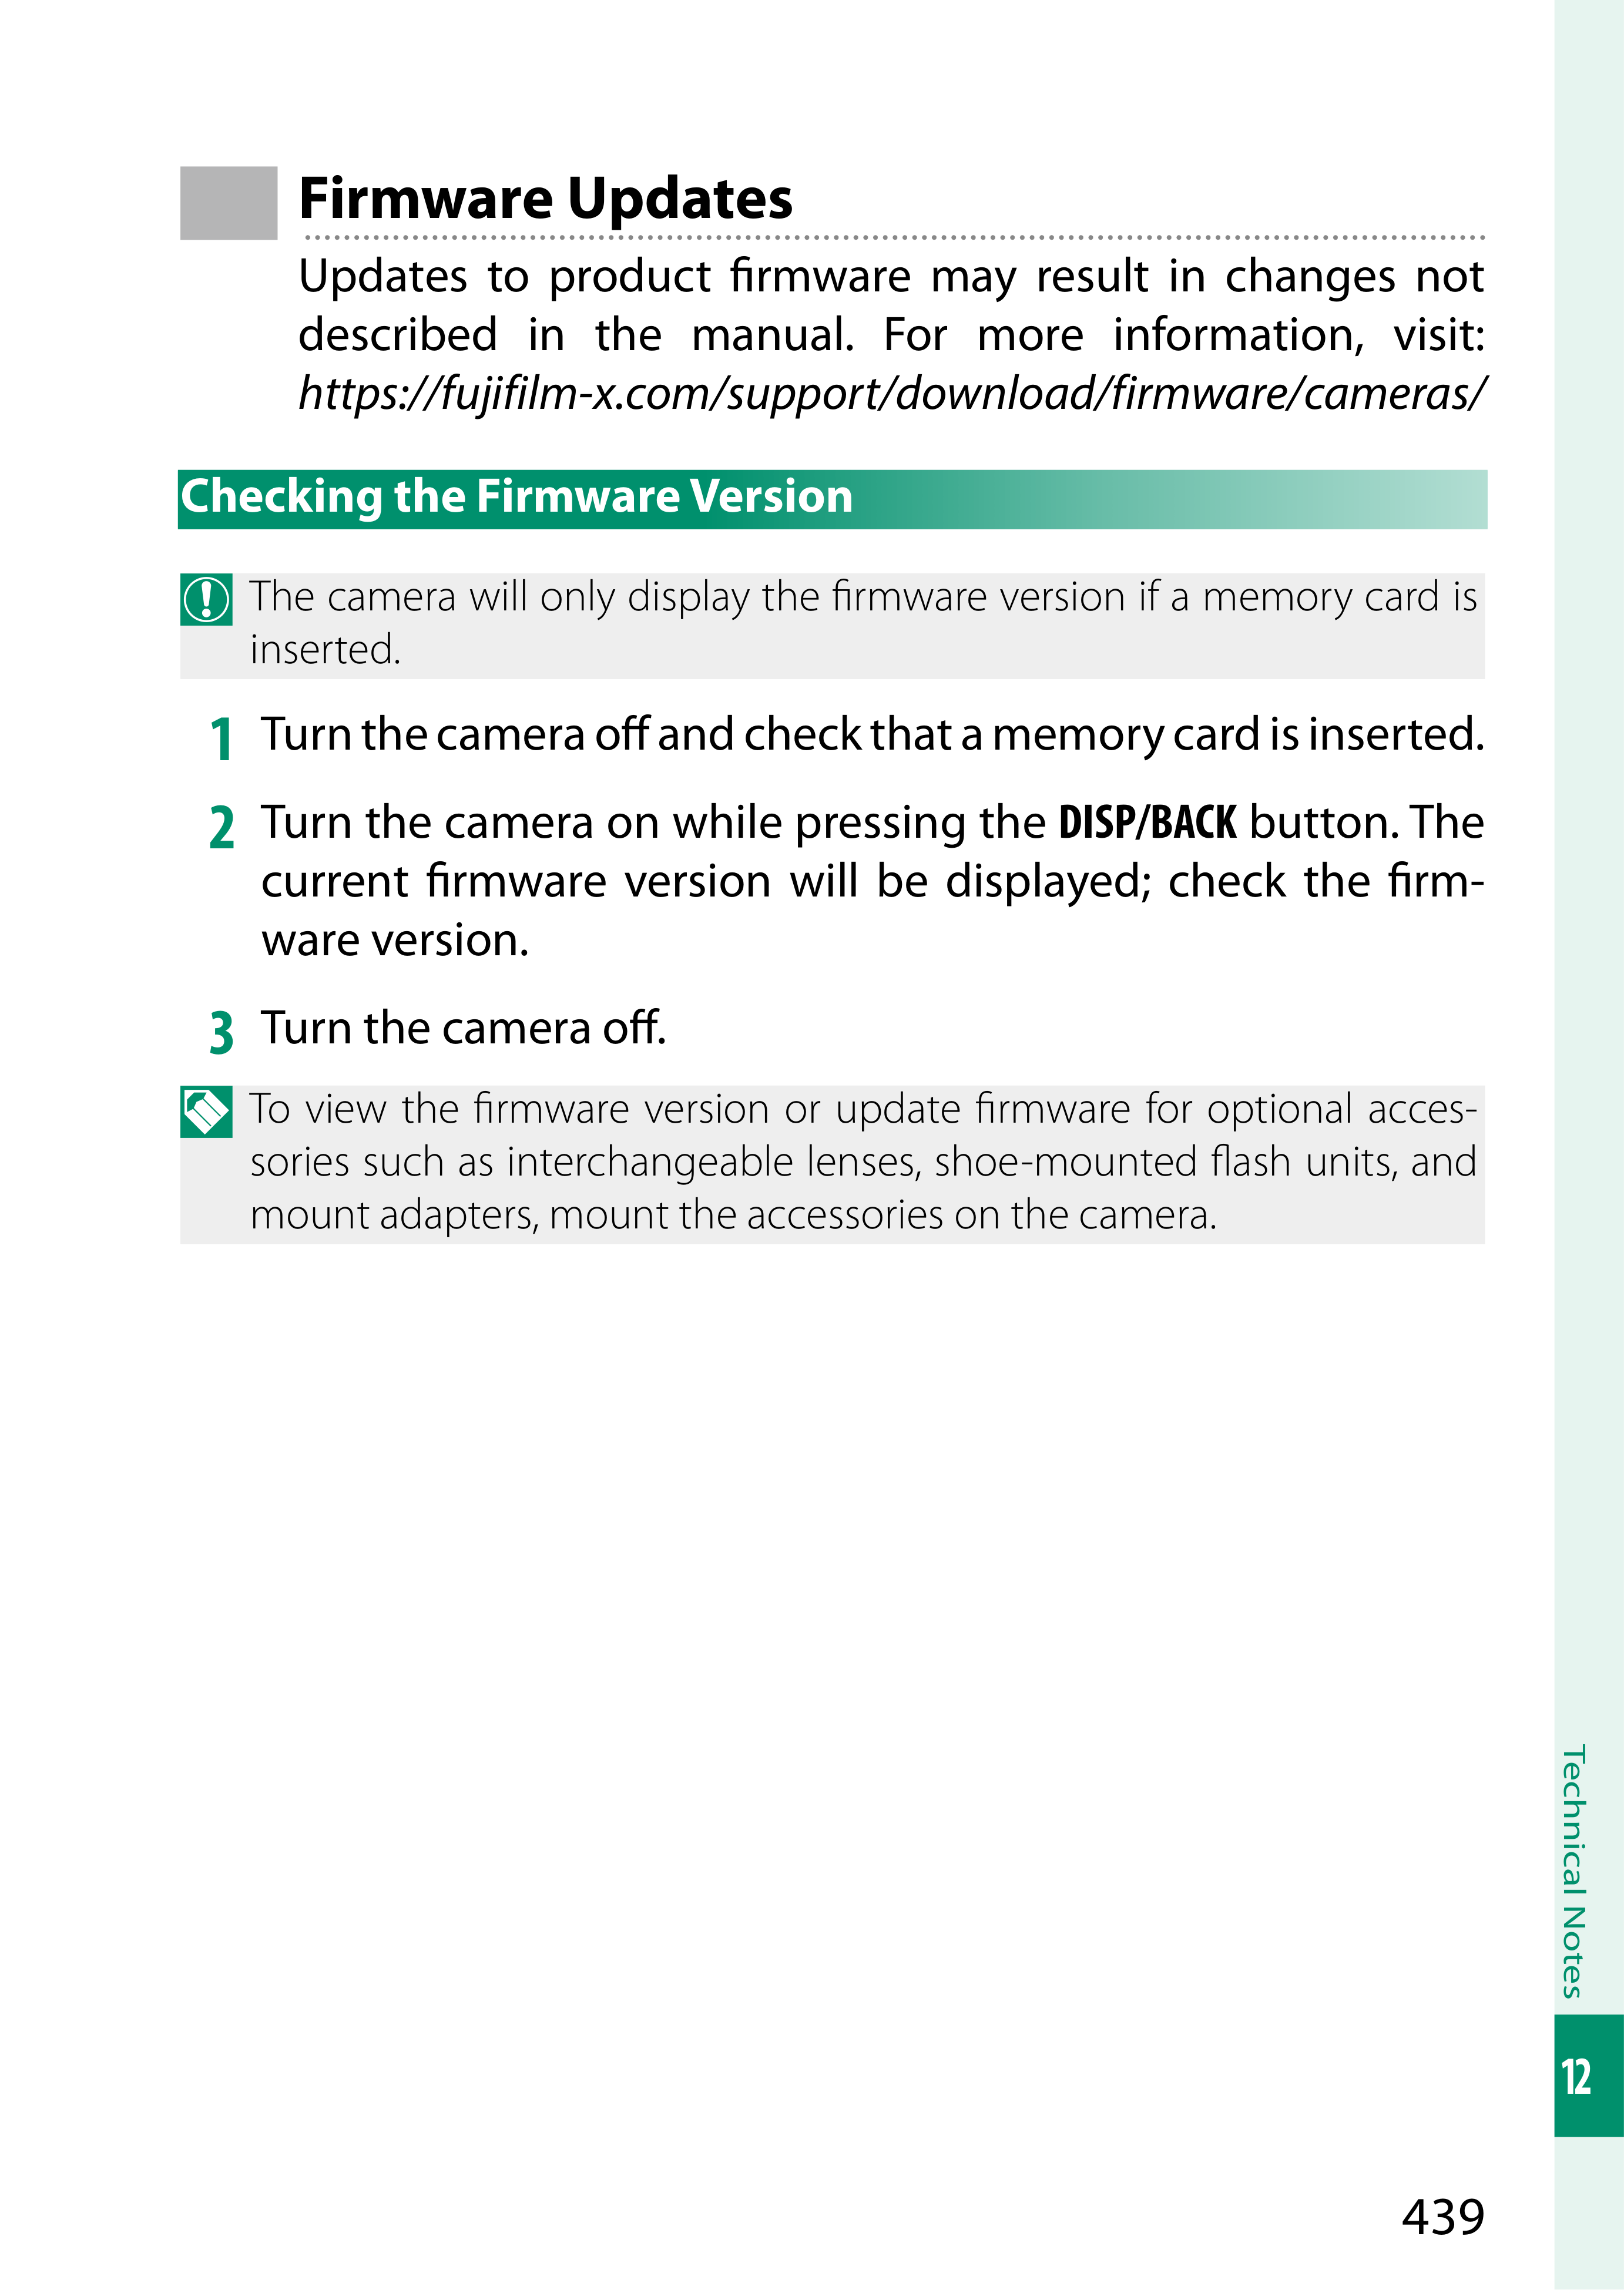 Firmware Updates
Updates to product firmware may result in changes not
described in the manual. For more information, visit:
https://fujifilm-x.com/support/download/firmware/cameras/
Checking the Firmware Version
The camera will only display the firmware version if a memory card is
inserted.
1 Turn the camera off and check that a memory card is inserted.
2 Turn the camera on while pressing the DISP/BACK button. The
current firmware version will be displayed; check the firm-
ware version.
3 Turn the camera off.
To view the firmware version or update firmware for optional acces-
sories such as interchangeable lenses, shoe-mounted flash units, and
mount adapters, mount the accessories on the camera.
Technical Notes
12
439